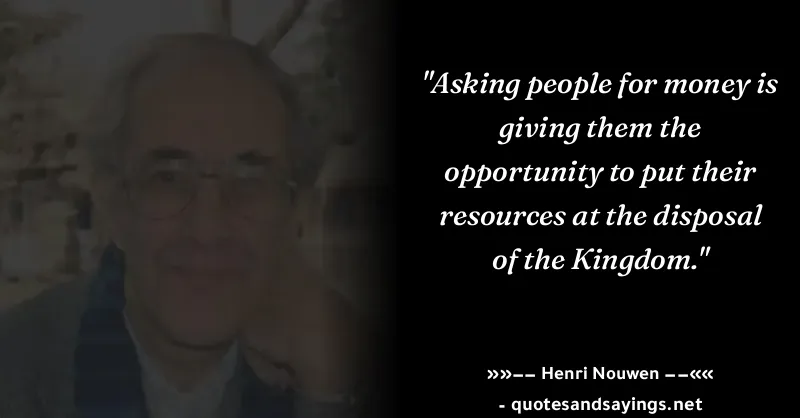 "Asking people for money is
giving them the
opportunity to put their
resources at the disposal
of the Kingdom."
»»−− Henri Nouwen −−««
- quotesandsayings.net